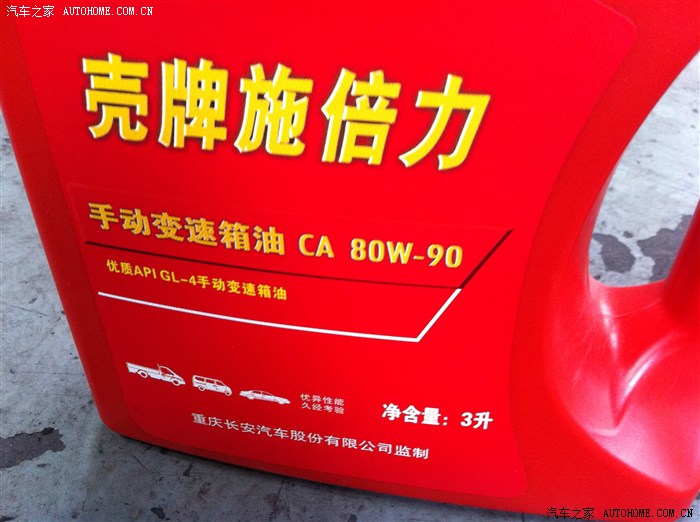 汽车之家 AUTOHOME.COM.CN
壳牌施倍力
手动变速箱油 CA 80W-90
优质API GL-4手动变速箱油
优异性能
久经考验
净含量: 3升
重庆长安汽车股份有限公司监制
汽车之家 AUTOHOME.COM.CN